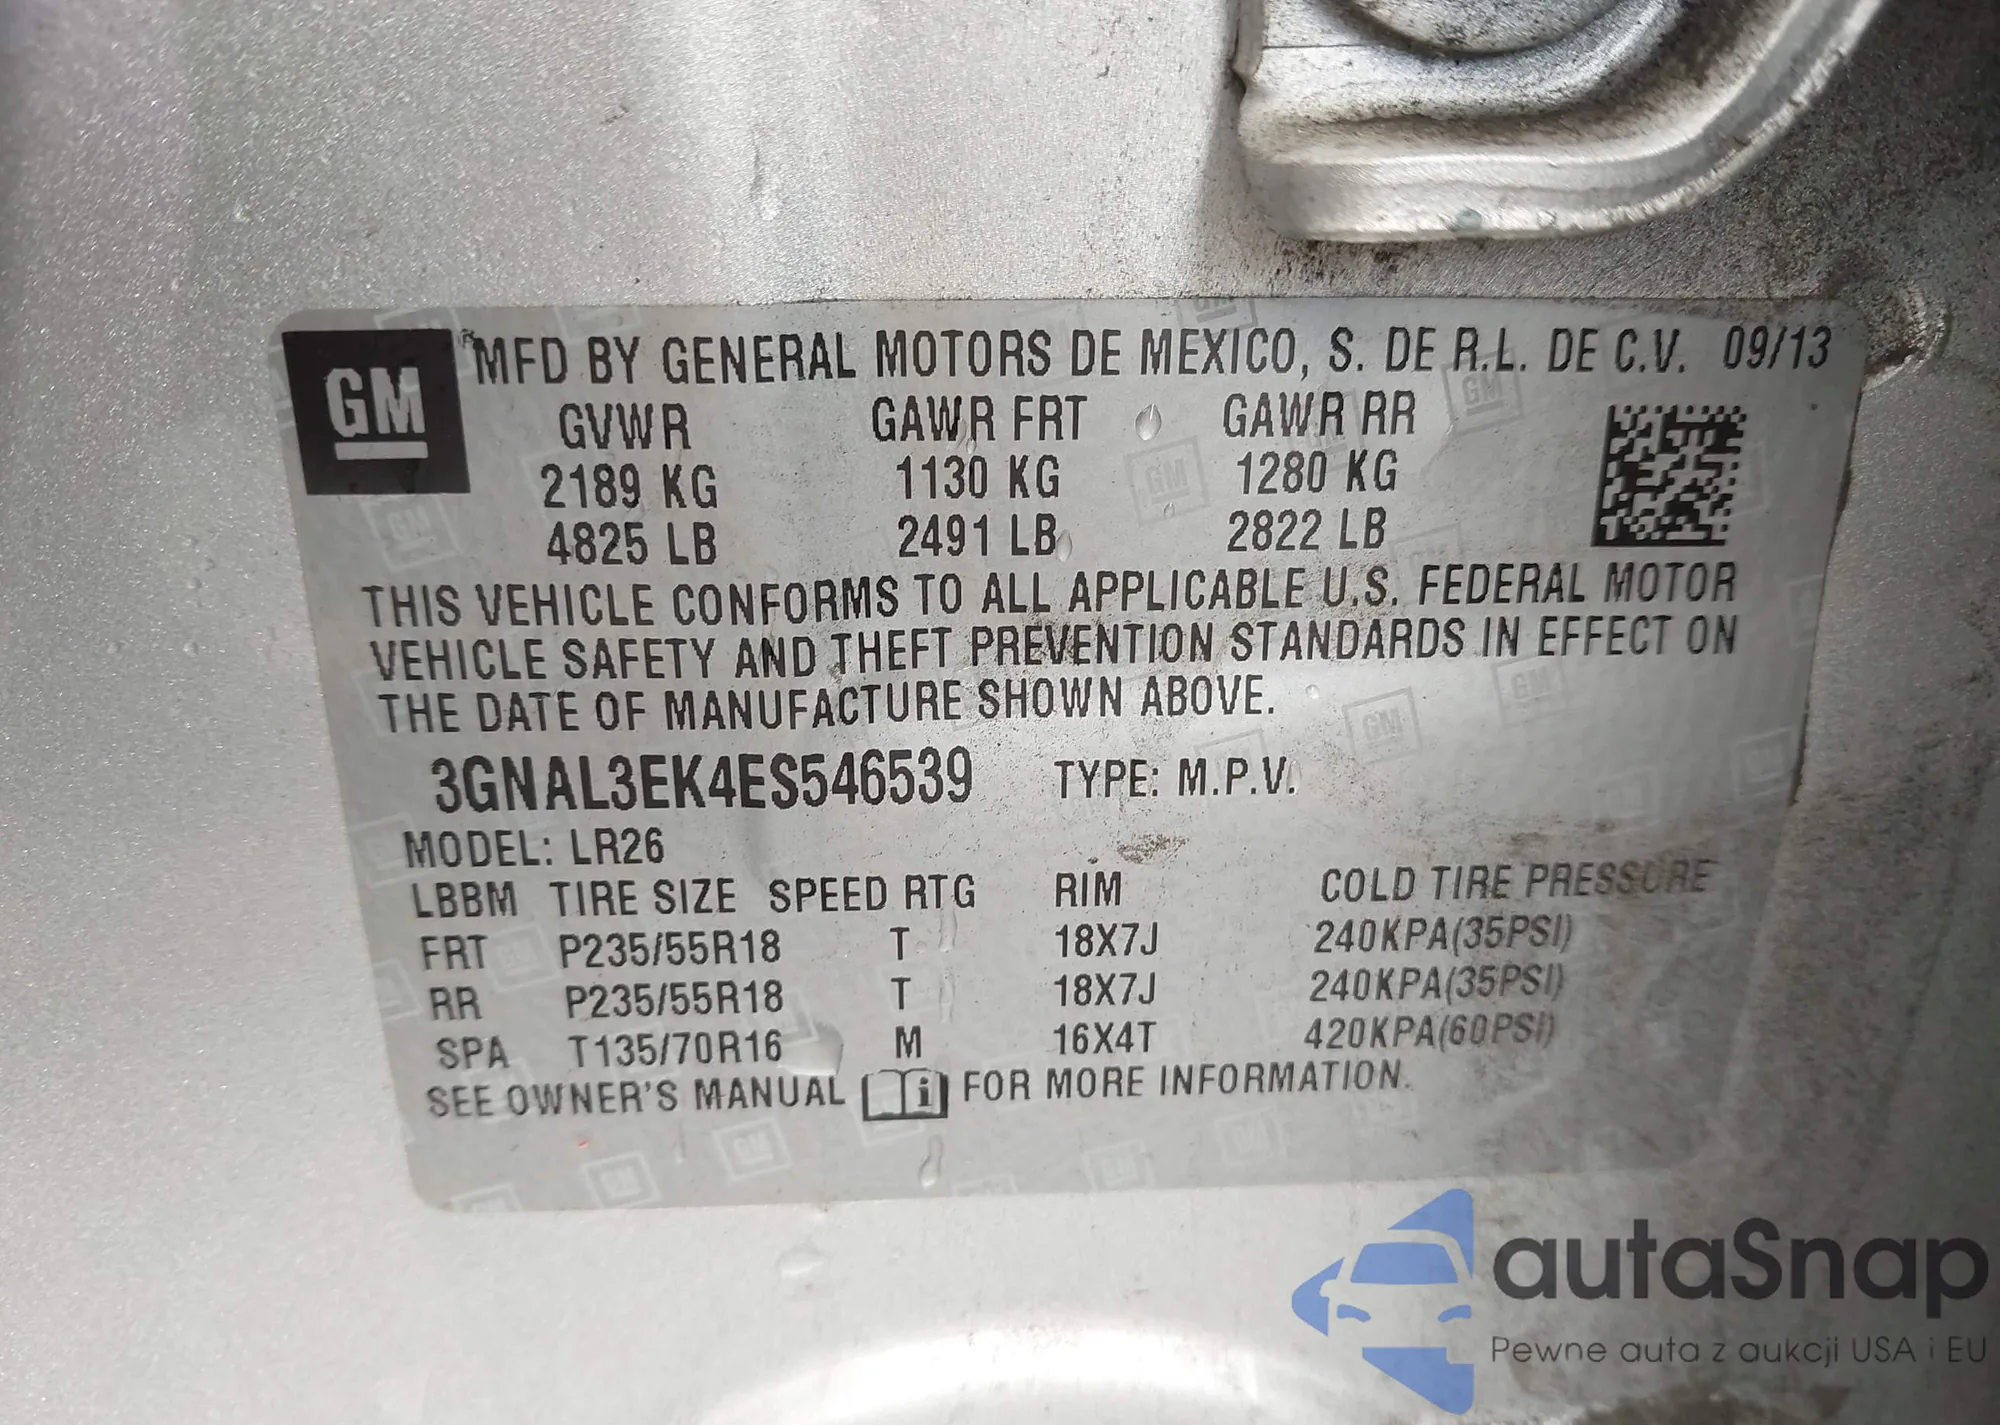 GM MFD BY GENERAL MOTORS DE MEXICO, S. DE R.L. DE C.V. 09/13
GVWR GAWR FRT GAWR RR
2189 KG 1130 KG 1280 KG
4825 LB 2491 LB 2822 LB
THIS VEHICLE CONFORMS TO ALL APPLICABLE U.S. FEDERAL MOTOR
VEHICLE SAFETY AND THEFT PREVENTION STANDARDS IN EFFECT ON
THE DATE OF MANUFACTURE SHOWN ABOVE.
3GNAL3EK4ES546539 TYPE: M.P.V.
MODEL: LR26
LBBM TIRE SIZE SPEED RTG RIM COLD TIRE PRESSURE
FRT P235/55R18 T 18X7J 240KPA(35PSI)
RR P235/55R18 T 18X7J 240KPA(35PSI)
SPA T135/70R16 M 16X4T 420KPA(60PSI)
SEE OWNER'S MANUAL i FOR MORE INFORMATION.
autaSnap
Pewne auta z aukcji USA i EU